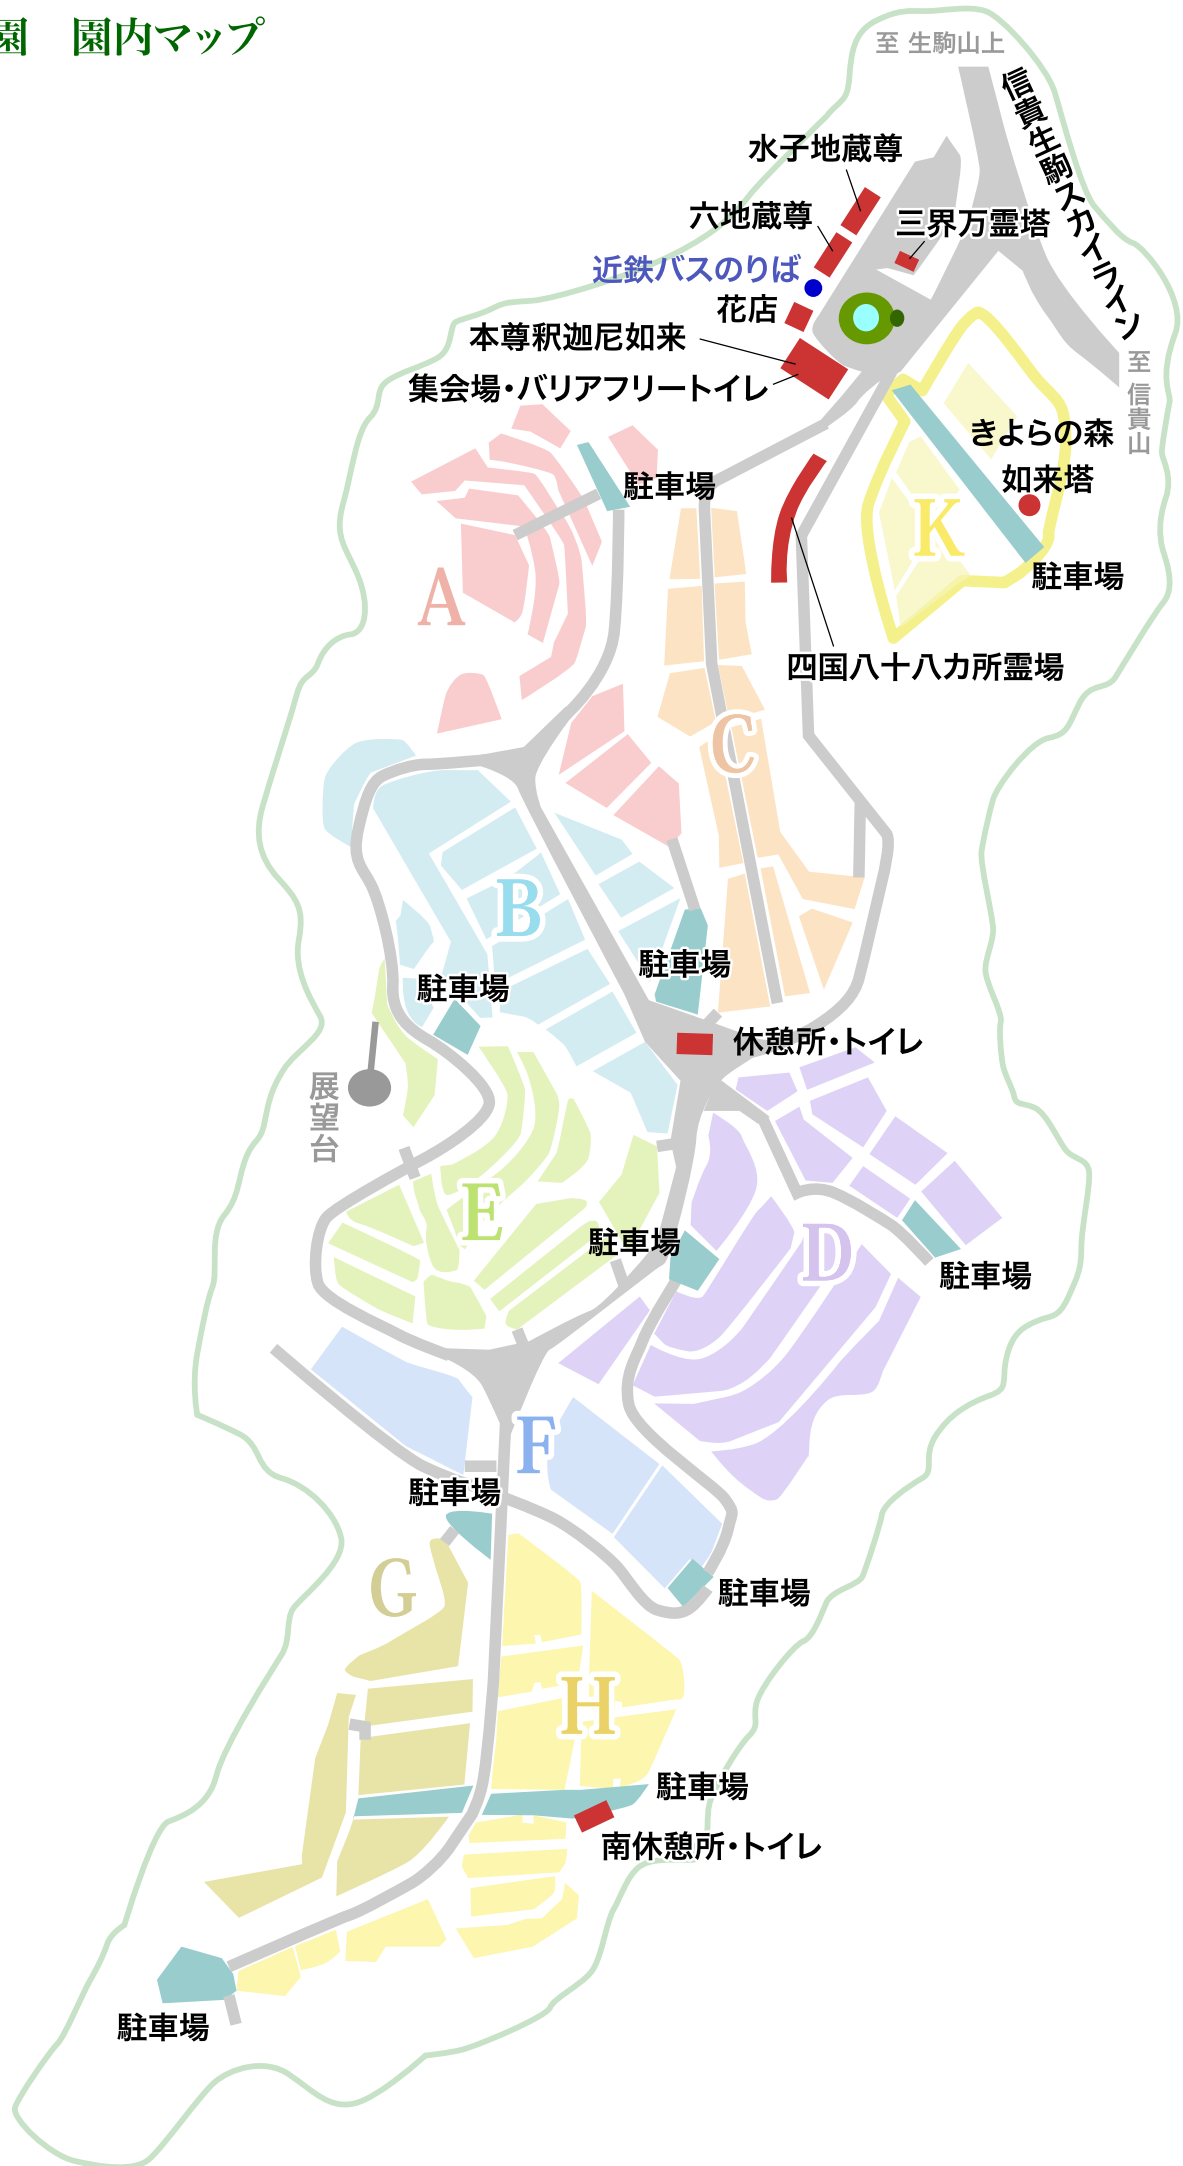 園 園内マップ
至 生駒山上
信貴生駒スカイライン
水子地蔵尊
六地蔵尊
三界万霊塔
近鉄バスのりば
花店
本尊釈迦尼如来
至 信貴山
集会場・バリアフリートイレ
きよらの森
如来塔
駐車場
K
駐車場
A
四国八十八カ所霊場
C
B
駐車場
駐車場
休憩所・トイレ
展望台
E
駐車場
D
駐車場
F
駐車場
G
駐車場
H
駐車場
南休憩所・トイレ
駐車場